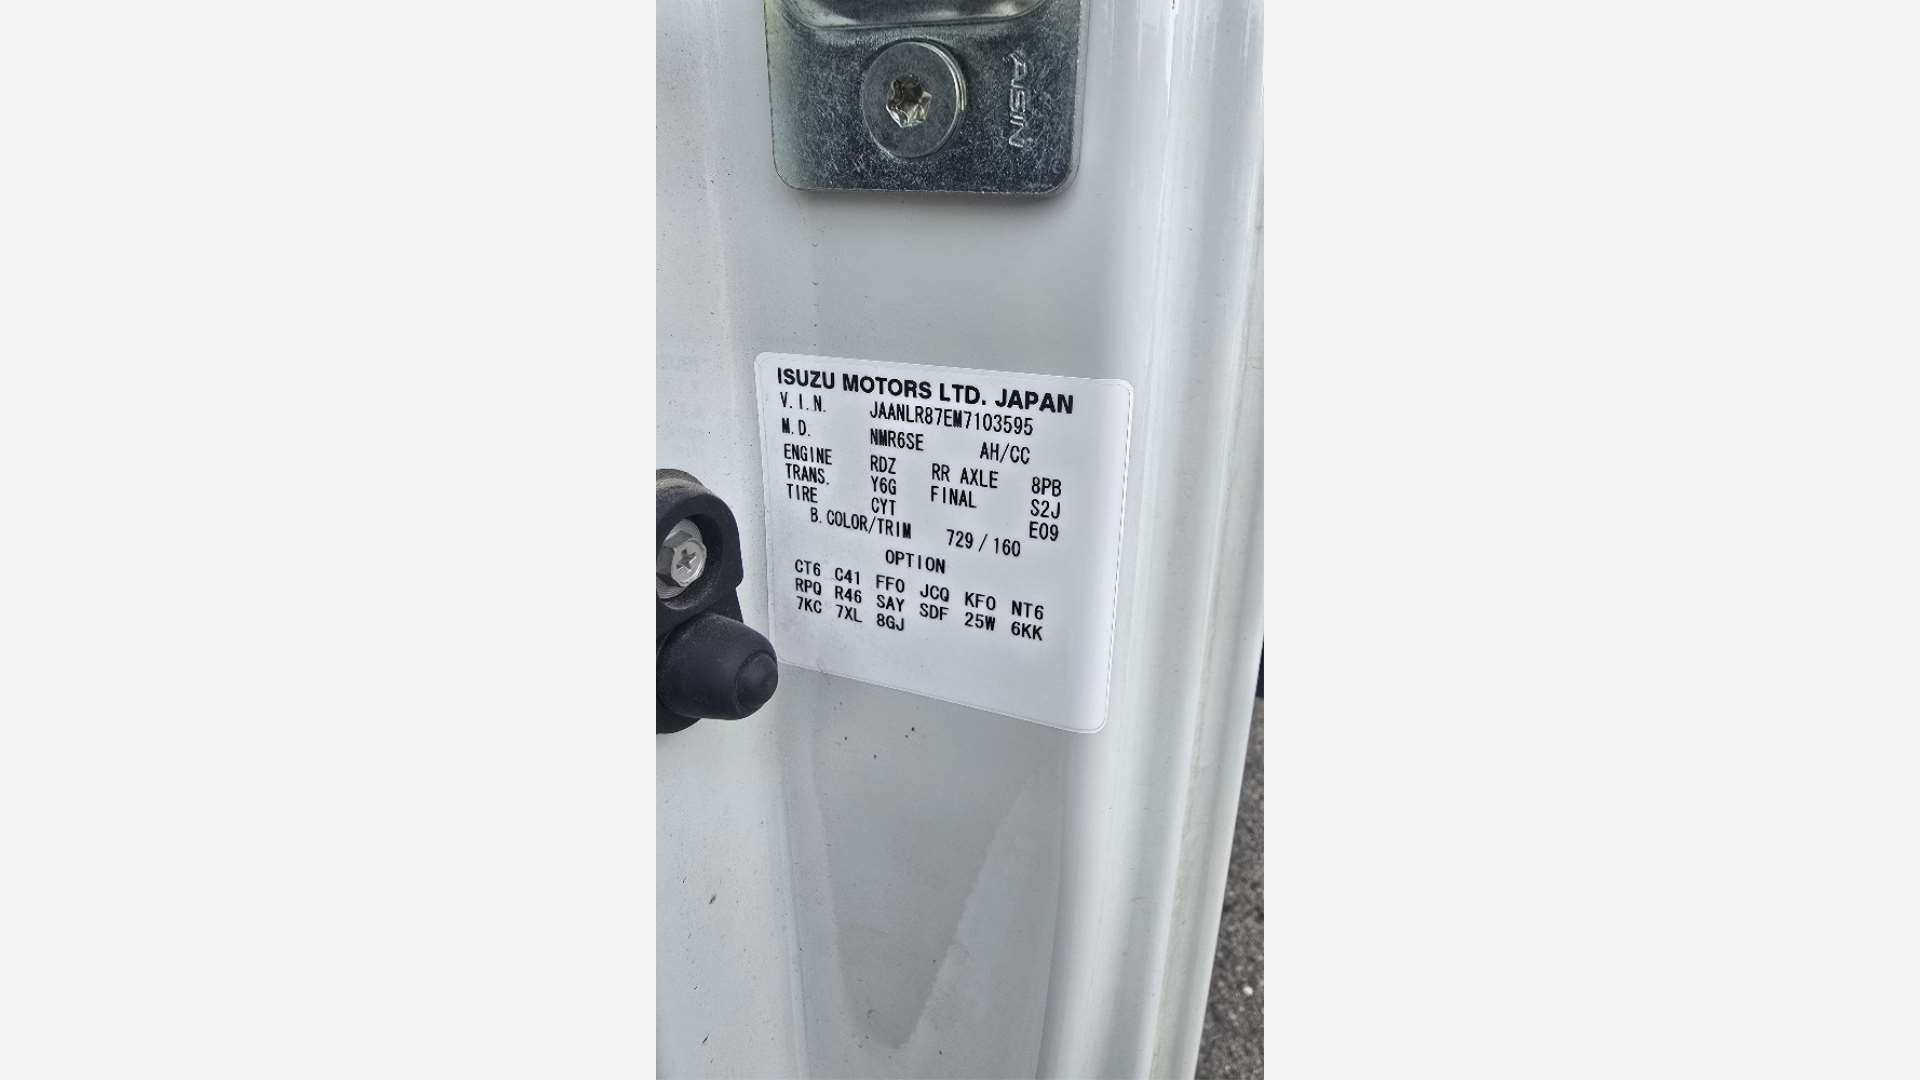 AISIN
ISUZU MOTORS LTD. JAPAN
V.I.N. JAANLR87EM7103595
M.D. NMR6SE AH/CC
ENGINE RDZ RR AXLE 8PB
TRANS. Y6G FINAL S2J
TIRE CYT E09
B.COLOR/TRIM 729 / 160
OPTION
CT6 C41 FF0 JCQ KF0 NT6
RPQ R46 SAY SDF 25W 6KK
7KC 7XL 8GJ